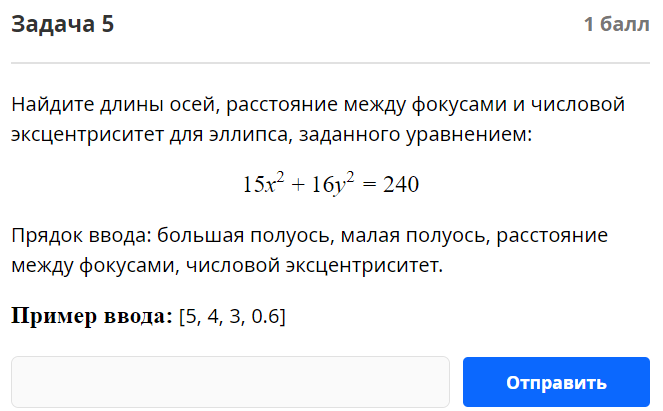 Задача 5
1 балл
Найдите длины осей, расстояние между фокусами и числовой
эксцентриситет для эллипса, заданного уравнением:
15x² + 16y² = 240
Прядок ввода: большая полуось, малая полуось, расстояние
между фокусами, числовой эксцентриситет.
Пример ввода: [5, 4, 3, 0.6]
Отправить